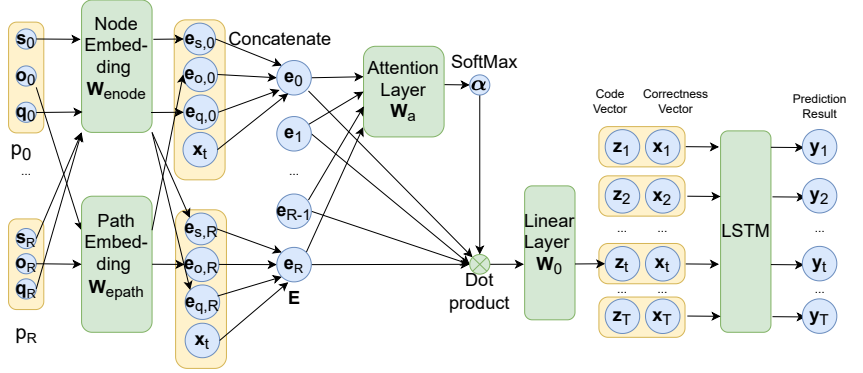 s0
o0
q0
p0
...
sR
oR
qR
pR
Node
Embed-
ding
Wenode
Path
Embed-
ding
Wepath
es,0
eo,0
eq,0
xt
es,R
eo,R
eq,R
xt
Concatenate
e0
e1
...
eR-1
eR
E
Attention
Layer
Wa
SoftMax
α
Dot
product
Linear
Layer
W0
Code
Vector
Correctness
Vector
Prediction
Result
z1 x1
z2 x2
... ...
zt xt
... ...
zT xT
LSTM
y1
y2
...
yt
...
yT